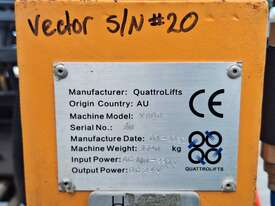 Vector S/N#20
Manufacturer: QuattroLifts
Origin Country: AU
Machine Model:
Serial No.:
Manufacture Date:
Machine Weight: kg
Input Power:
Output Power:
CE
QUATTROLIFTS
H